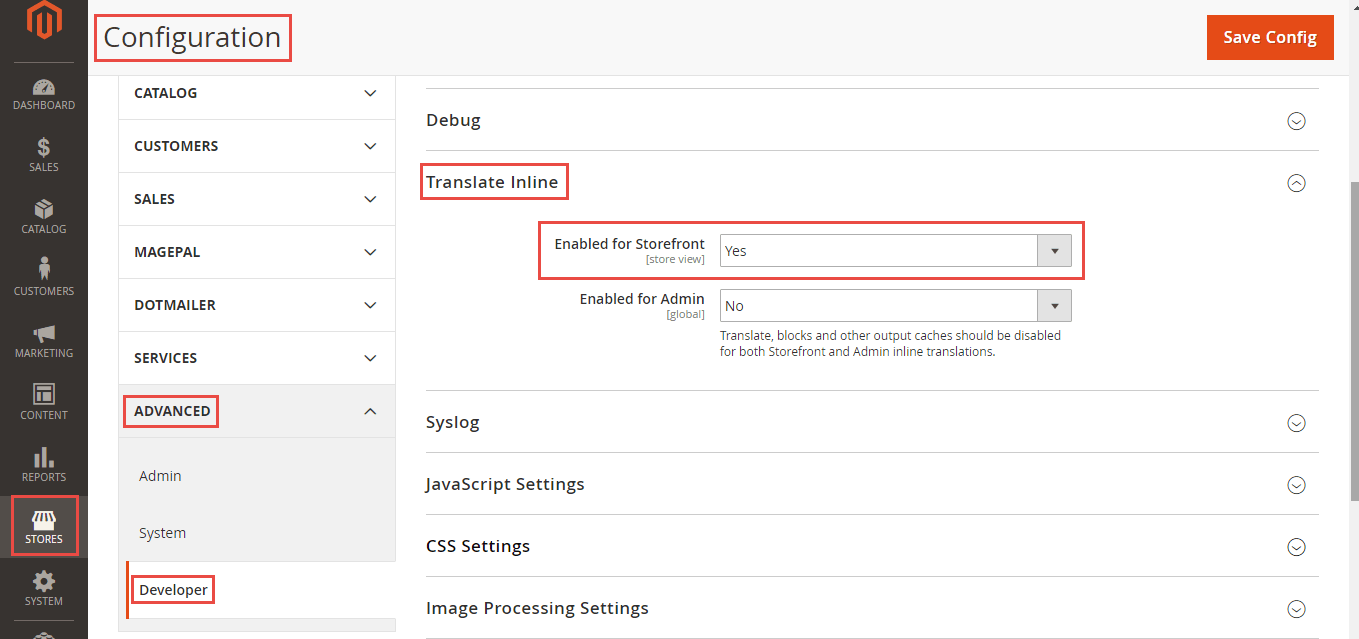 Configuration
Save Config
DASHBOARD
SALES
CATALOG
CUSTOMERS
MARKETING
CONTENT
REPORTS
STORES
SYSTEM
CATALOG
CUSTOMERS
SALES
MAGEPAL
DOTMAILER
SERVICES
ADVANCED
Admin
System
Developer
Debug
Translate Inline
Enabled for Storefront
[store view]
Yes
Enabled for Admin
[global]
No
Translate, blocks and other output caches should be disabled
for both Storefront and Admin inline translations.
Syslog
JavaScript Settings
CSS Settings
Image Processing Settings